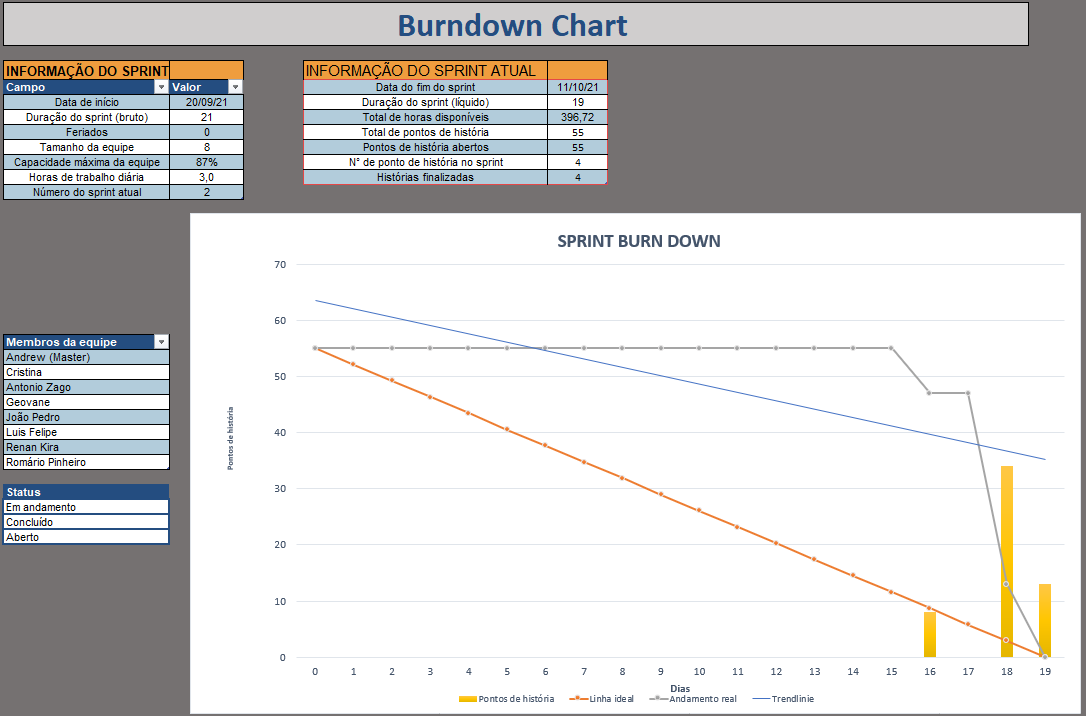 Burndown Chart
INFORMAÇÃO DO SPRINT
Campo Valor
Data de início 20/09/21
Duração do sprint (bruto) 21
Feriados 0
Tamanho da equipe 8
Capacidade máxima da equipe 87%
Horas de trabalho diária 3,0
Número do sprint atual 2
INFORMAÇÃO DO SPRINT ATUAL
Data do fim do sprint 11/10/21
Duração do sprint (líquido) 19
Total de horas disponíveis 396,72
Total de pontos de história 55
Pontos de história abertos 55
N° de ponto de história no sprint 4
Histórias finalizadas 4
Membros da equipe
Andrew (Master)
Cristina
Antonio Zago
Geovane
João Pedro
Luis Felipe
Renan Kira
Romário Pinheiro
Status
Em andamento
Concluído
Aberto
SPRINT BURN DOWN
70
60
50
40
30
20
10
0
Pontos de história
0 1 2 3 4 5 6 7 8 9 10 11 12 13 14 15 16 17 18 19
Dias
Pontos de história Linha ideal Andamento real Trendlinie